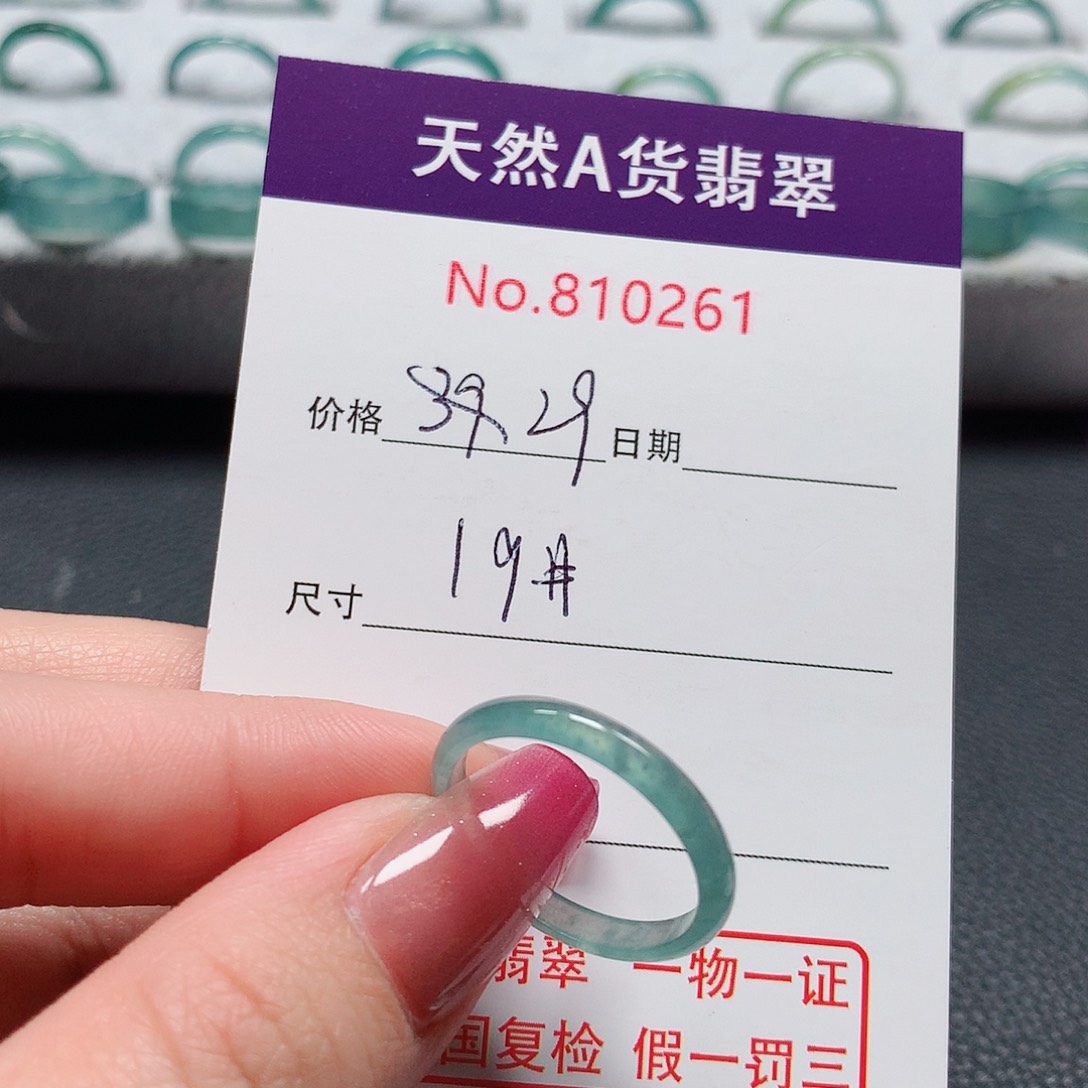 天然A货翡翠
No.810261
价格 29 日期
尺寸 19#
翡翠 一物一证
国复检 假一罚三